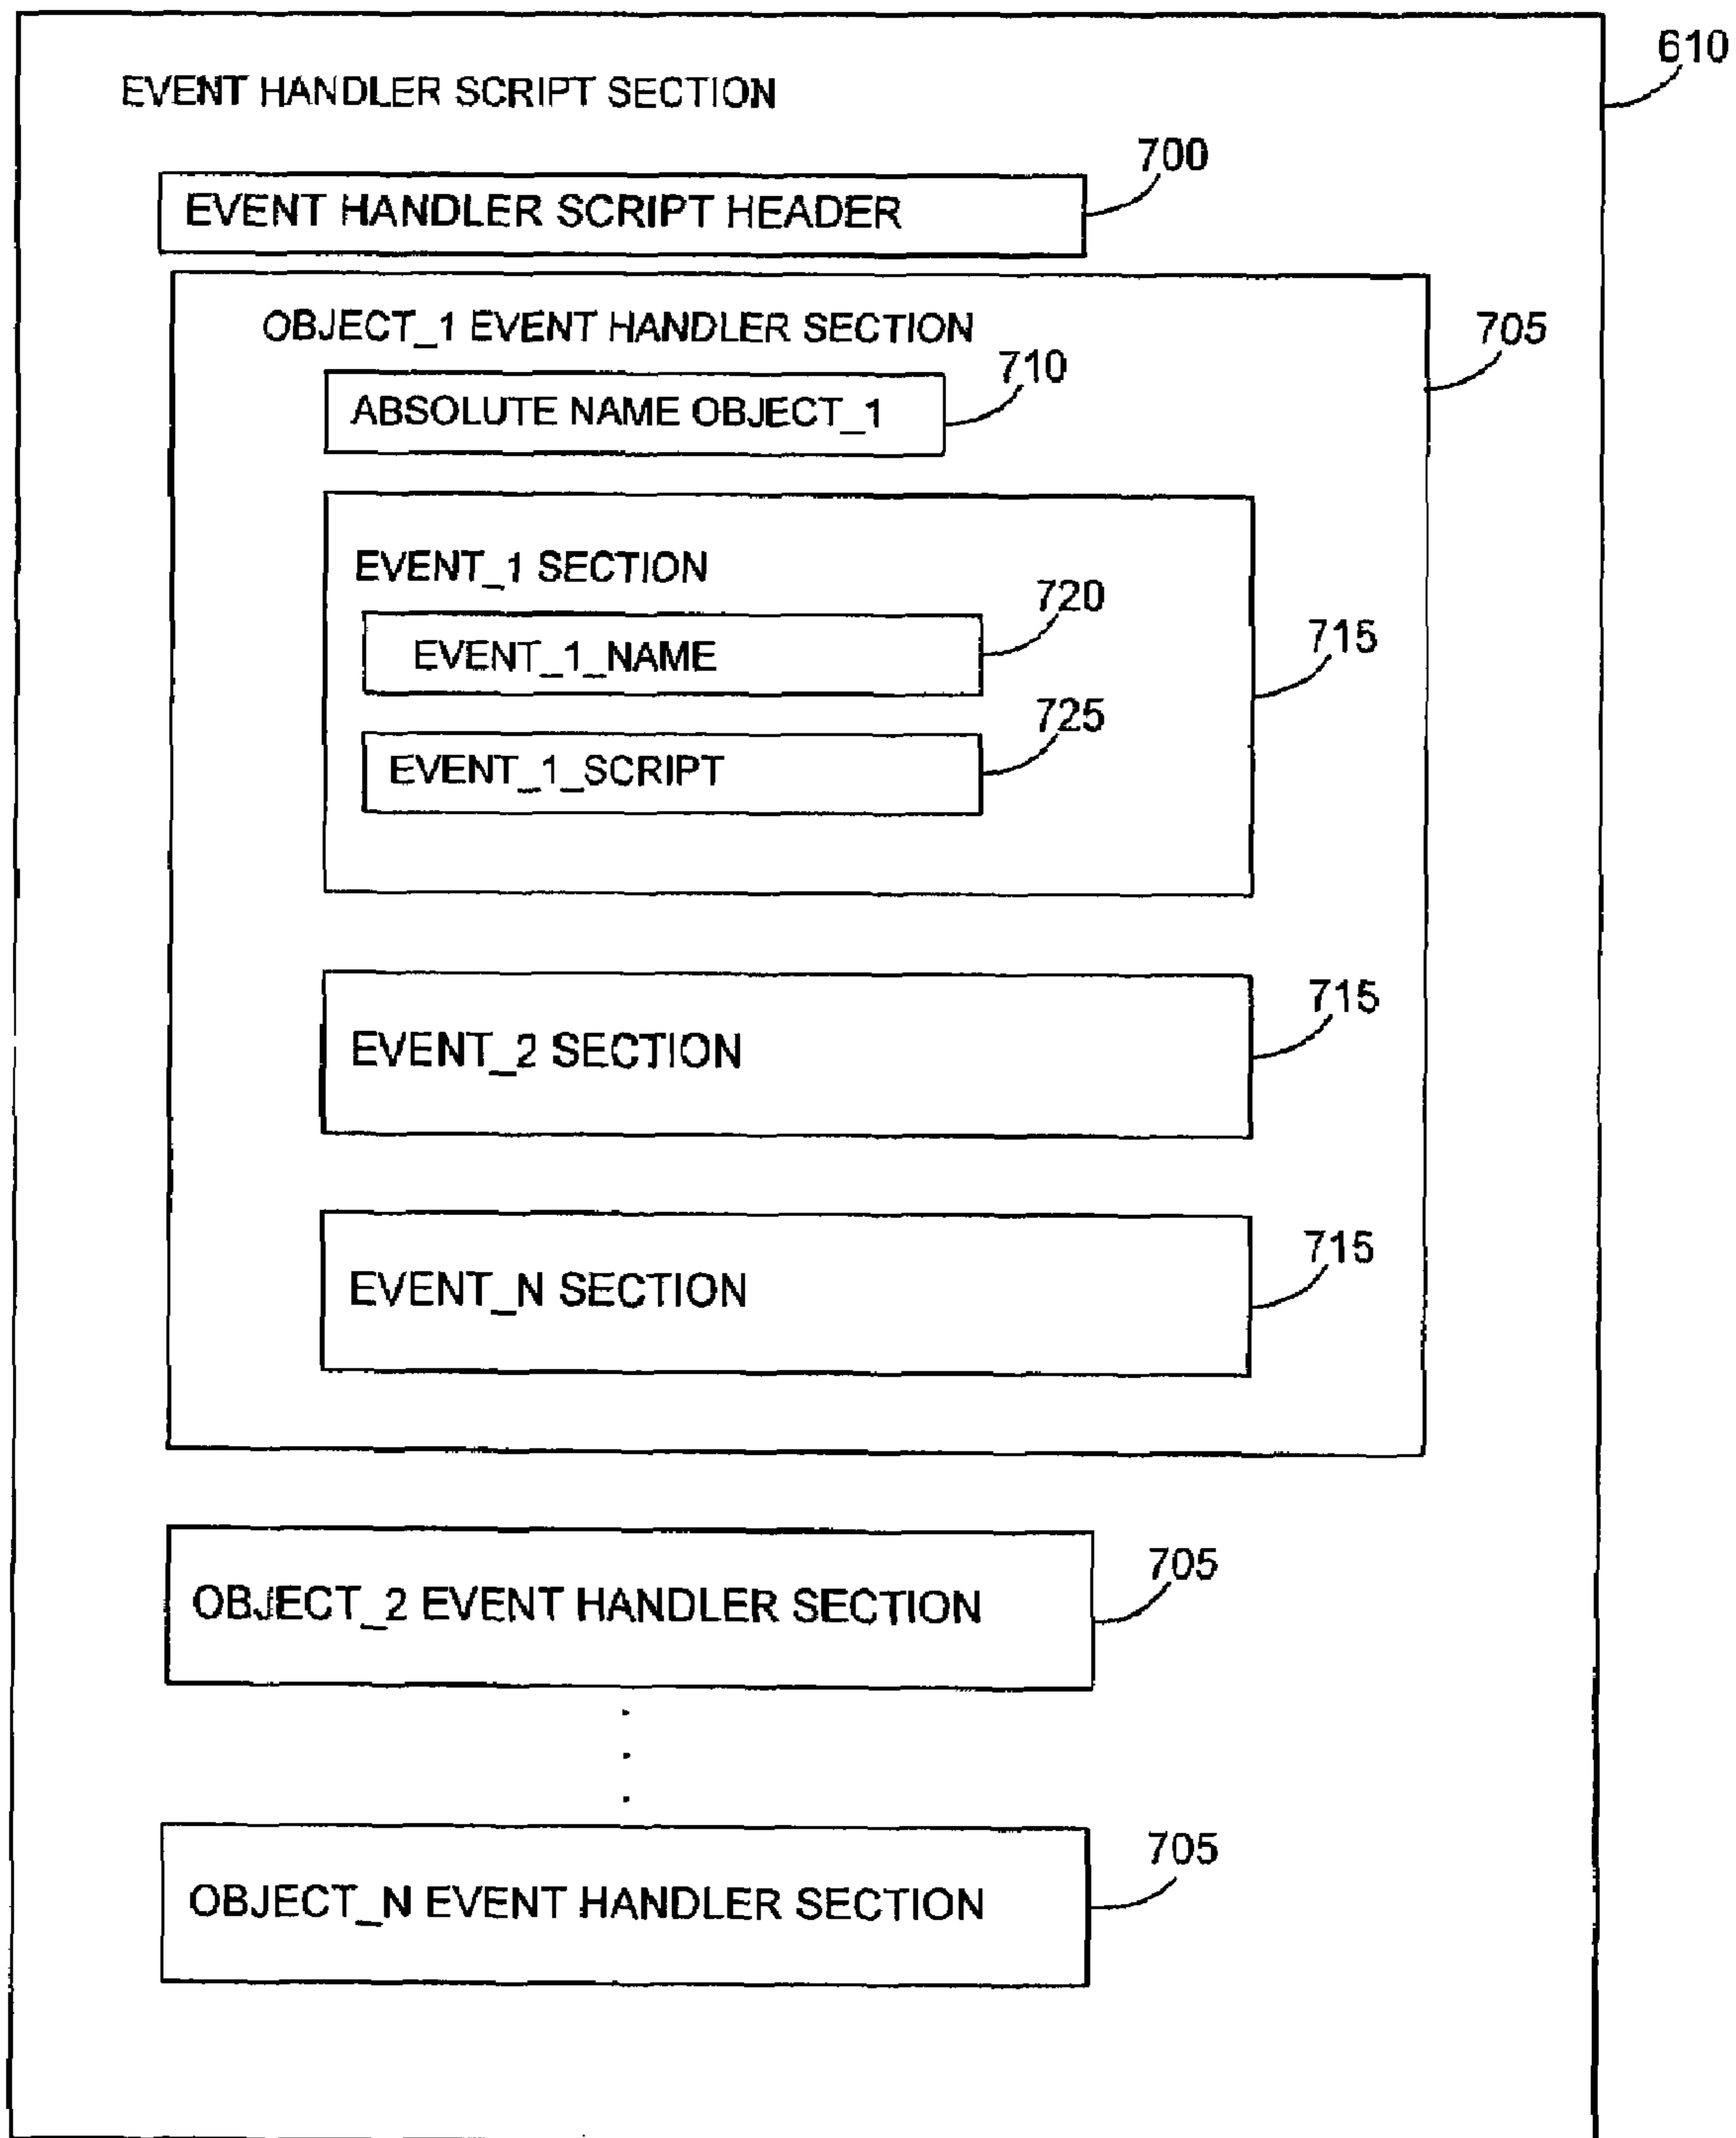 610
EVENT HANDLER SCRIPT SECTION
700
EVENT HANDLER SCRIPT HEADER
OBJECT_1 EVENT HANDLER SECTION
705
710
ABSOLUTE NAME OBJECT_1
EVENT_1 SECTION
720
715
EVENT_1_NAME
725
EVENT_1_SCRIPT
715
EVENT_2 SECTION
715
EVENT_N SECTION
705
OBJECT_2 EVENT HANDLER SECTION
705
OBJECT_N EVENT HANDLER SECTION